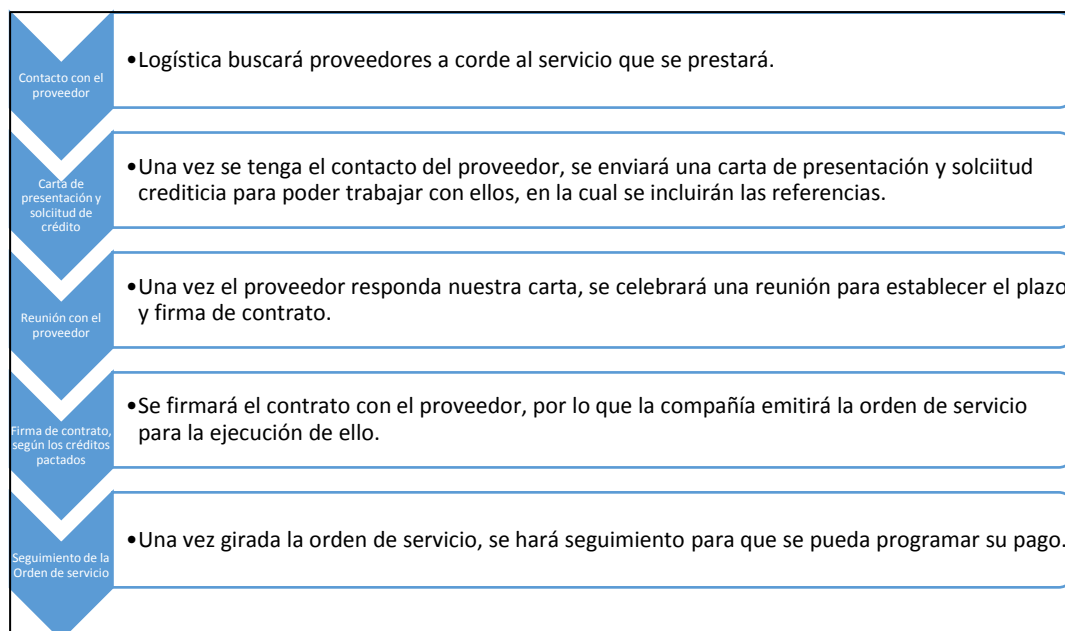 Contacto con el
proveedor
•Logística buscará proveedores a corde al servicio que se prestará.
Carta de
presentación y
solciitud de
crédito
•Una vez se tenga el contacto del proveedor, se enviará una carta de presentación y solciitud
crediticia para poder trabajar con ellos, en la cual se incluirán las referencias.
Reunión con el
proveedor
•Una vez el proveedor responda nuestra carta, se celebrará una reunión para establecer el plazo
y firma de contrato.
Firma de contrato,
según los créditos
pactados
•Se firmará el contrato con el proveedor, por lo que la compañía emitirá la orden de servicio
para la ejecución de ello.
Seguimiento de la
Orden de servicio
•Una vez girada la orden de servicio, se hará seguimiento para que se pueda programar su pago.